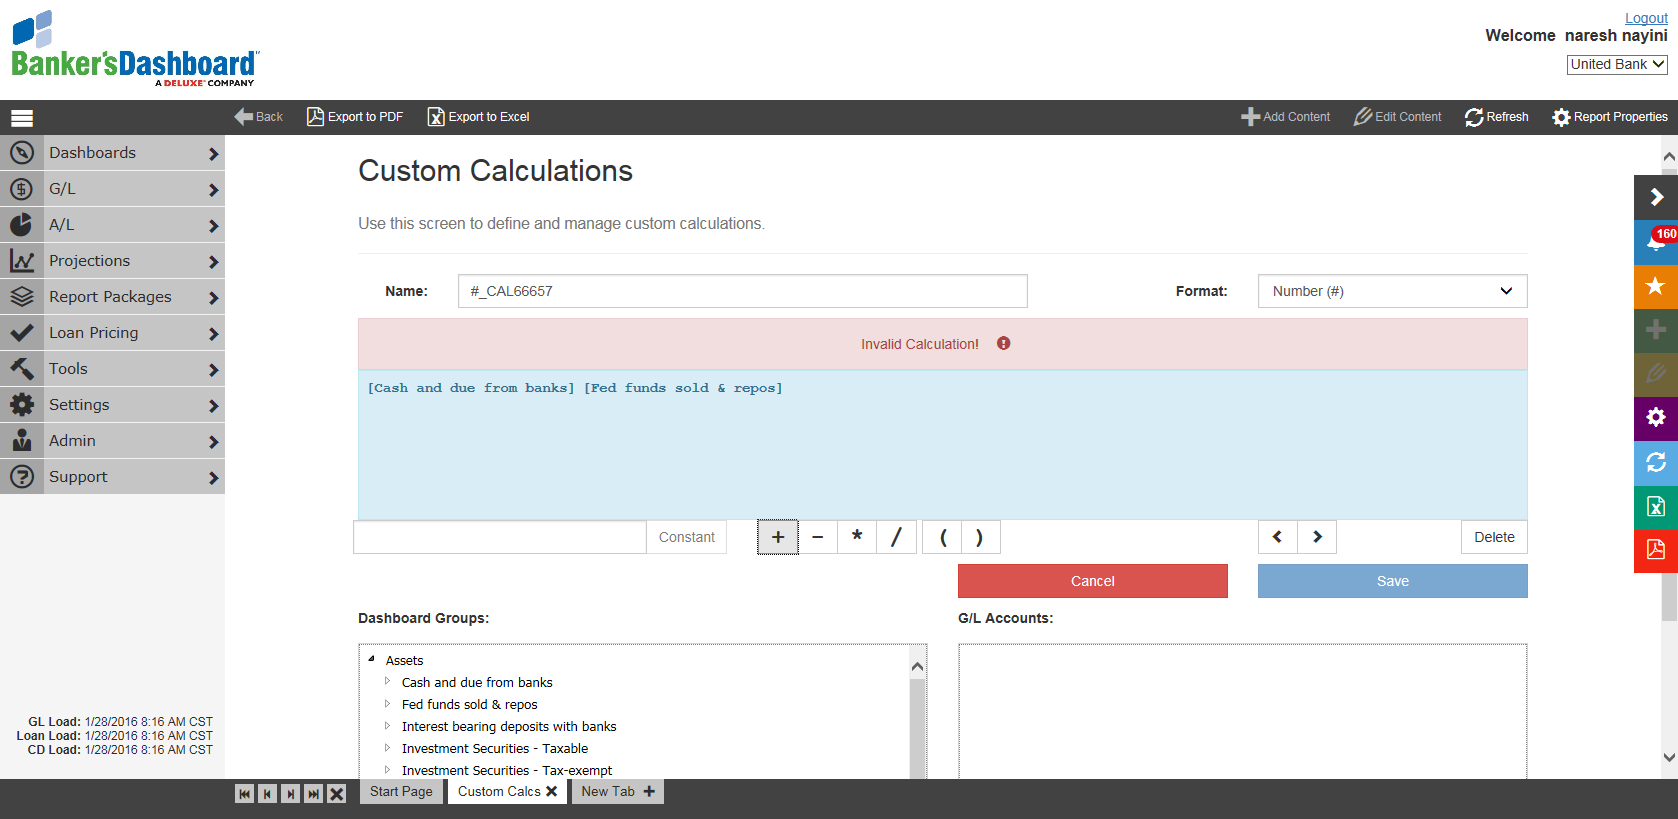 Logout
Welcome naresh nayini
United Bank
Banker'sDashboard
A DELUXE COMPANY
Back Export to PDF Export to Excel Add Content Edit Content Refresh Report Properties
Dashboards
G/L
A/L
Projections
Report Packages
Loan Pricing
Tools
Settings
Admin
Support
GL Load: 1/28/2016 8:16 AM CST
Loan Load: 1/28/2016 8:16 AM CST
CD Load: 1/28/2016 8:16 AM CST
Custom Calculations
Use this screen to define and manage custom calculations.
Name: #_CAL66657 Format: Number (#)
Invalid Calculation!
[Cash and due from banks] [Fed funds sold & repos]
Constant + - * / ( ) < > Delete
Cancel Save
Dashboard Groups: G/L Accounts:
Assets
Cash and due from banks
Fed funds sold & repos
Interest bearing deposits with banks
Investment Securities - Taxable
Investment Securities - Tax-exempt
160
Start Page Custom Calcs New Tab